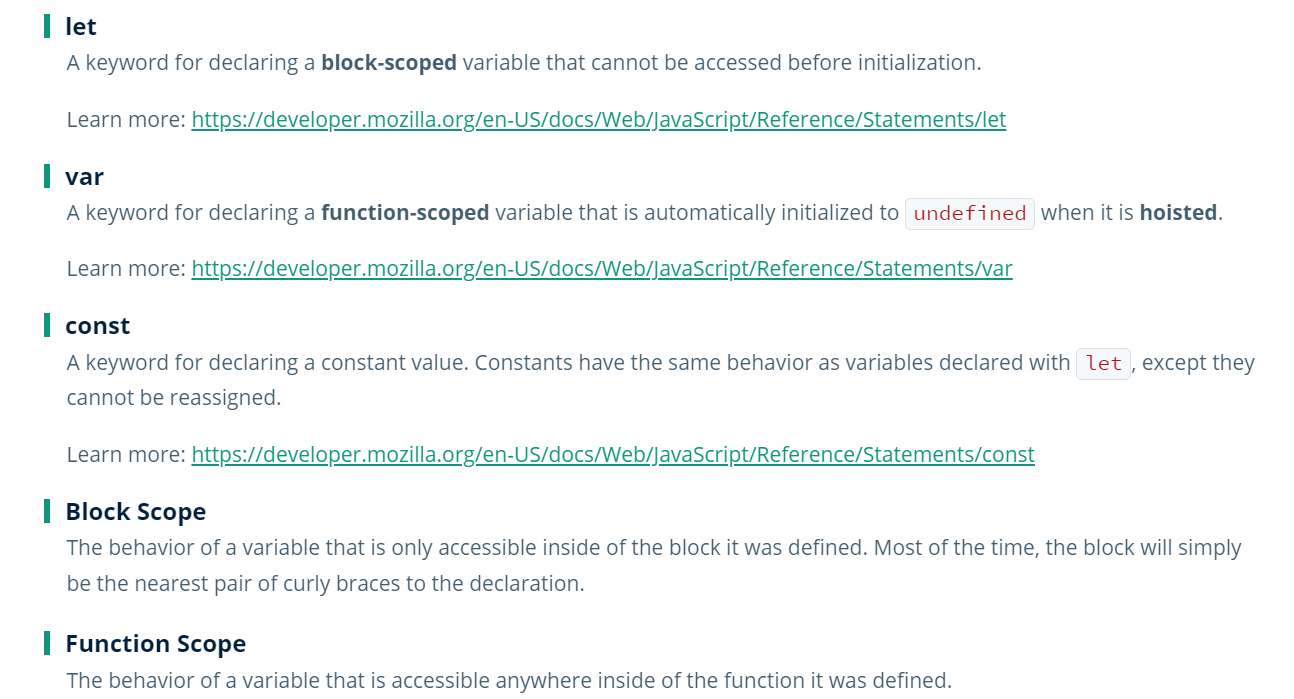 let
A keyword for declaring a block-scoped variable that cannot be accessed before initialization.
Learn more: https://developer.mozilla.org/en-US/docs/Web/JavaScript/Reference/Statements/let
var
A keyword for declaring a function-scoped variable that is automatically initialized to undefined when it is hoisted.
Learn more: https://developer.mozilla.org/en-US/docs/Web/JavaScript/Reference/Statements/var
const
A keyword for declaring a constant value. Constants have the same behavior as variables declared with let, except they
cannot be reassigned.
Learn more: https://developer.mozilla.org/en-US/docs/Web/JavaScript/Reference/Statements/const
Block Scope
The behavior of a variable that is only accessible inside of the block it was defined. Most of the time, the block will simply
be the nearest pair of curly braces to the declaration.
Function Scope
The behavior of a variable that is accessible anywhere inside of the function it was defined.